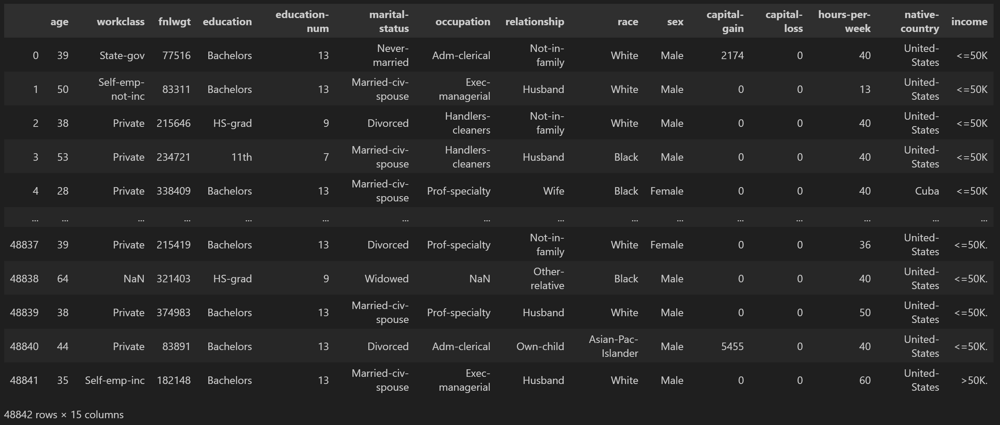 age workclass fnlwgt education education-num marital-status occupation relationship race sex capital-gain capital-loss hours-per-week native-country income
0 39 State-gov 77516 Bachelors 13 Never-married Adm-clerical Not-in-family White Male 2174 0 40 United-States <=50K
1 50 Self-emp-not-inc 83311 Bachelors 13 Married-civ-spouse Exec-managerial Husband White Male 0 0 13 United-States <=50K
2 38 Private 215646 HS-grad 9 Divorced Handlers-cleaners Not-in-family White Male 0 0 40 United-States <=50K
3 53 Private 234721 11th 7 Married-civ-spouse Handlers-cleaners Husband Black Male 0 0 40 United-States <=50K
4 28 Private 338409 Bachelors 13 Married-civ-spouse Prof-specialty Wife Black Female 0 0 40 Cuba <=50K
... ... ... ... ... ... ... ... ... ... ... ... ... ... ... ...
48837 39 Private 215419 Bachelors 13 Divorced Prof-specialty Not-in-family White Female 0 0 36 United-States <=50K.
48838 64 NaN 321403 HS-grad 9 Widowed NaN Other-relative Black Male 0 0 40 United-States <=50K.
48839 38 Private 374983 Bachelors 13 Married-civ-spouse Prof-specialty Husband White Male 0 0 50 United-States <=50K.
48840 44 Private 83891 Bachelors 13 Divorced Adm-clerical Own-child Asian-Pac-Islander Male 5455 0 40 United-States <=50K.
48841 35 Self-emp-inc 182148 Bachelors 13 Married-civ-spouse Exec-managerial Husband White Male 0 0 60 United-States >50K.
48842 rows × 15 columns